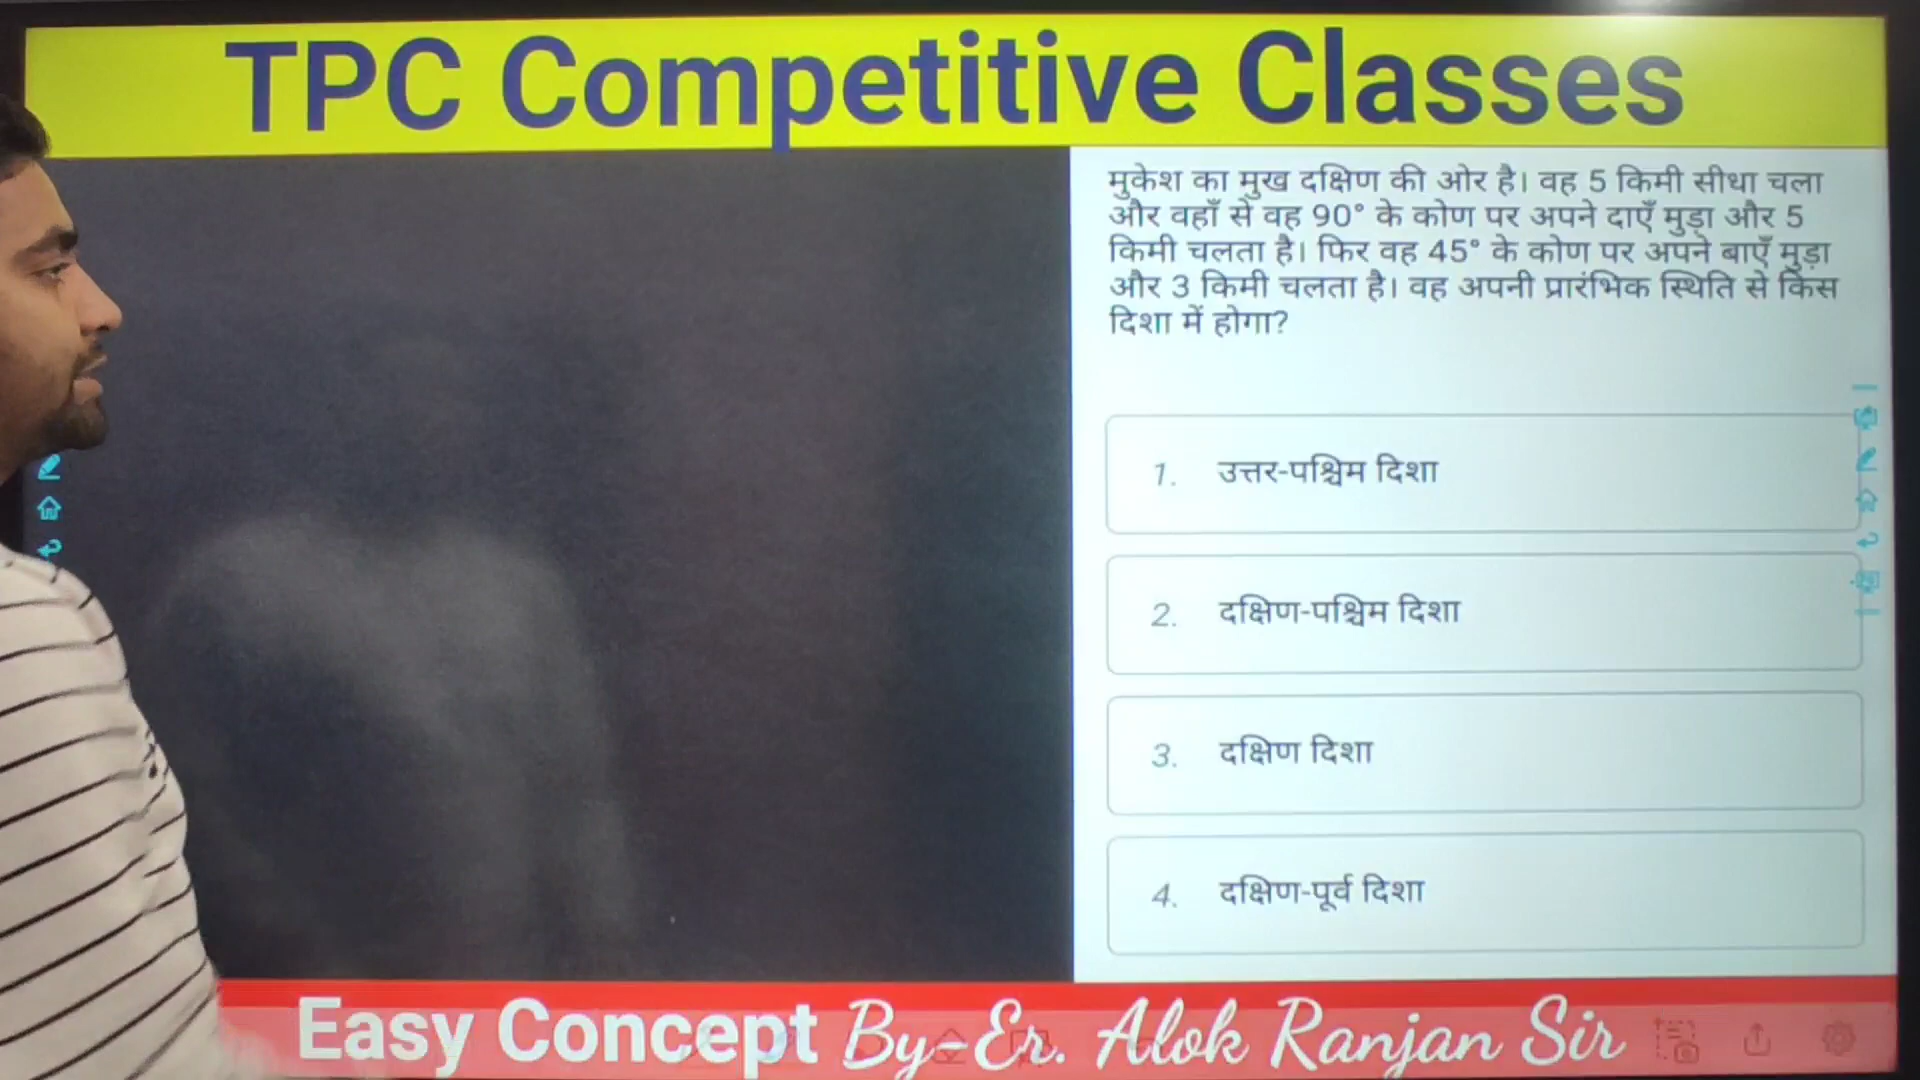 TPC Competitive Classes
मुकेश का मुख दक्षिण की ओर है। वह 5 किमी सीधा चला
और वहाँ से वह 90° के कोण पर अपने दाएँ मुड़ा और 5
किमी चलता है। फिर वह 45° के कोण पर अपने बाएँ मुड़ा
और 3 किमी चलता है। वह अपनी प्रारंभिक स्थिति से किस
दिशा में होगा?
1. उत्तर-पश्चिम दिशा
2. दक्षिण-पश्चिम दिशा
3. दक्षिण दिशा
4. दक्षिण-पूर्व दिशा
Easy Concept By-Er. Alok Ranjan Sir